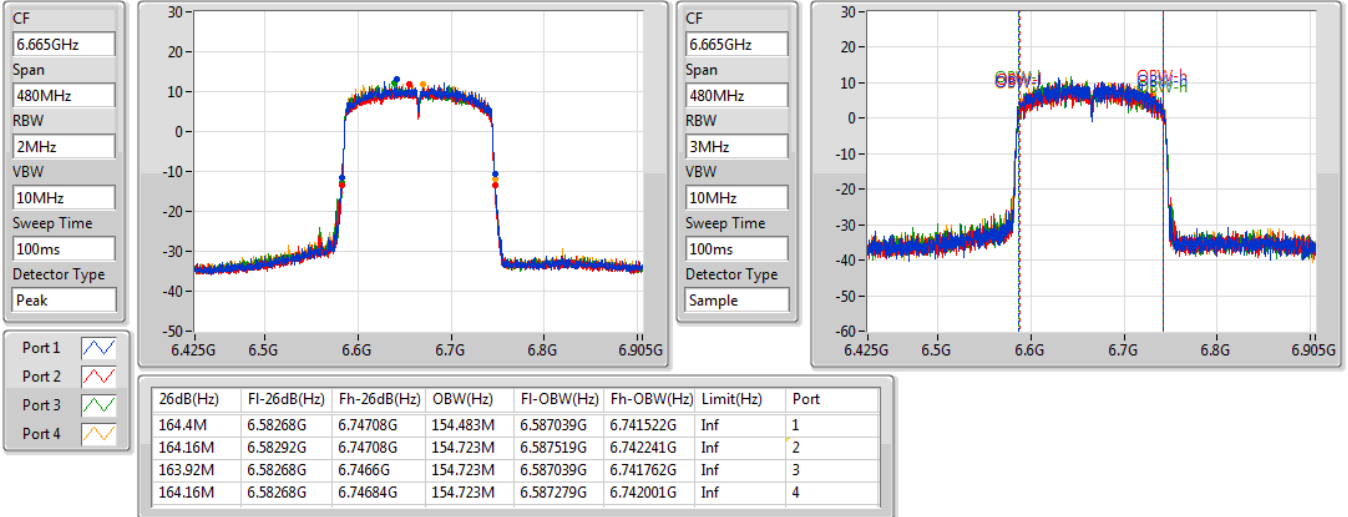 CF
6.665GHz
Span
480MHz
RBW
2MHz
VBW
10MHz
Sweep Time
100ms
Detector Type
Peak
30
20
10
0
-10
-20
-30
-40
-50
6.425G 6.5G 6.6G 6.7G 6.8G 6.905G
CF
6.665GHz
Span
480MHz
RBW
3MHz
VBW
10MHz
Sweep Time
100ms
Detector Type
Sample
30
20
10
0
-10
-20
-30
-40
-50
-60
OBW-l OBW-h
6.425G 6.5G 6.6G 6.7G 6.8G 6.905G
Port 1
Port 2
Port 3
Port 4
26dB(Hz) Fl-26dB(Hz) Fh-26dB(Hz) OBW(Hz) Fl-OBW(Hz) Fh-OBW(Hz) Limit(Hz) Port
164.4M 6.58268G 6.74708G 154.483M 6.587039G 6.741522G Inf 1
164.16M 6.58292G 6.74708G 154.723M 6.587519G 6.742241G Inf 2
163.92M 6.58268G 6.7466G 154.723M 6.587039G 6.741762G Inf 3
164.16M 6.58268G 6.74684G 154.723M 6.587279G 6.742001G Inf 4